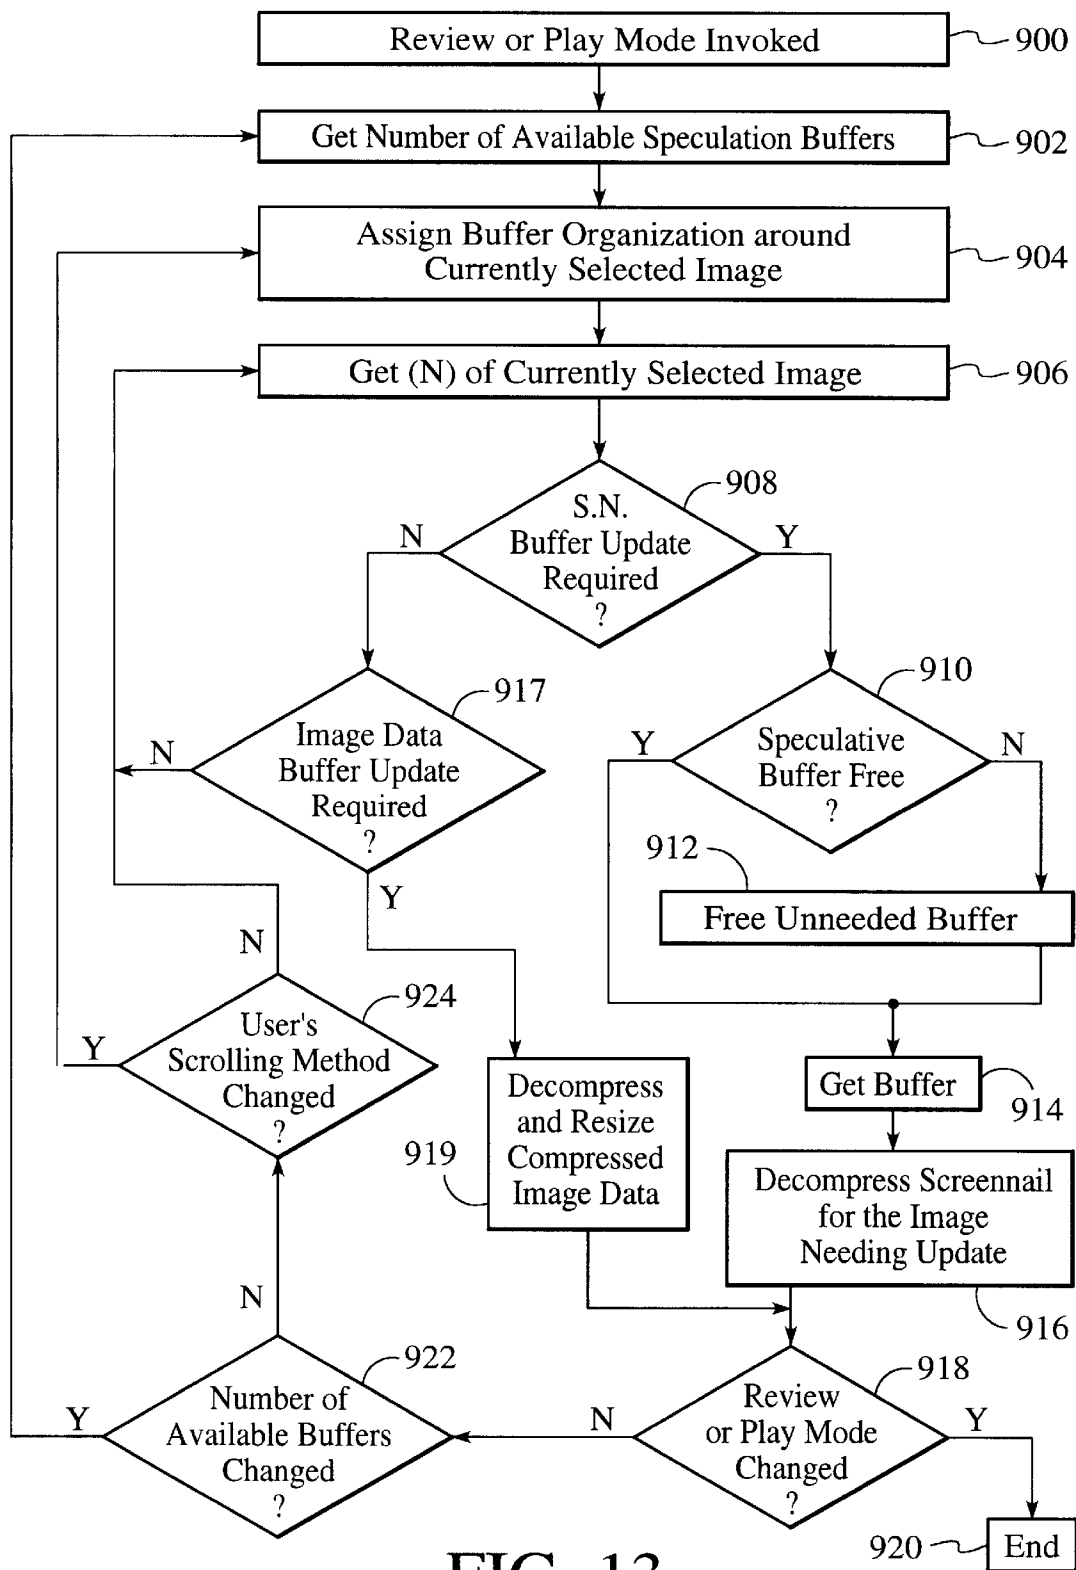 Review or Play Mode Invoked
900
Get Number of Available Speculation Buffers
902
Assign Buffer Organization around
Currently Selected Image
904
Get (N) of Currently Selected Image
906
908
S.N.
Buffer Update
Required
?
N
Y
917
Image Data
Buffer Update
Required
?
N
Y
910
Speculative
Buffer Free
?
Y
N
912
Free Unneeded Buffer
924
User's
Scrolling Method
Changed
?
N
Y
919
Decompress
and Resize
Compressed
Image Data
Get Buffer
914
Decompress Screennail
for the Image
Needing Update
916
922
Number of
Available Buffers
Changed
?
N
Y
918
Review
or Play Mode
Changed
?
N
Y
920
End
FIG. 13